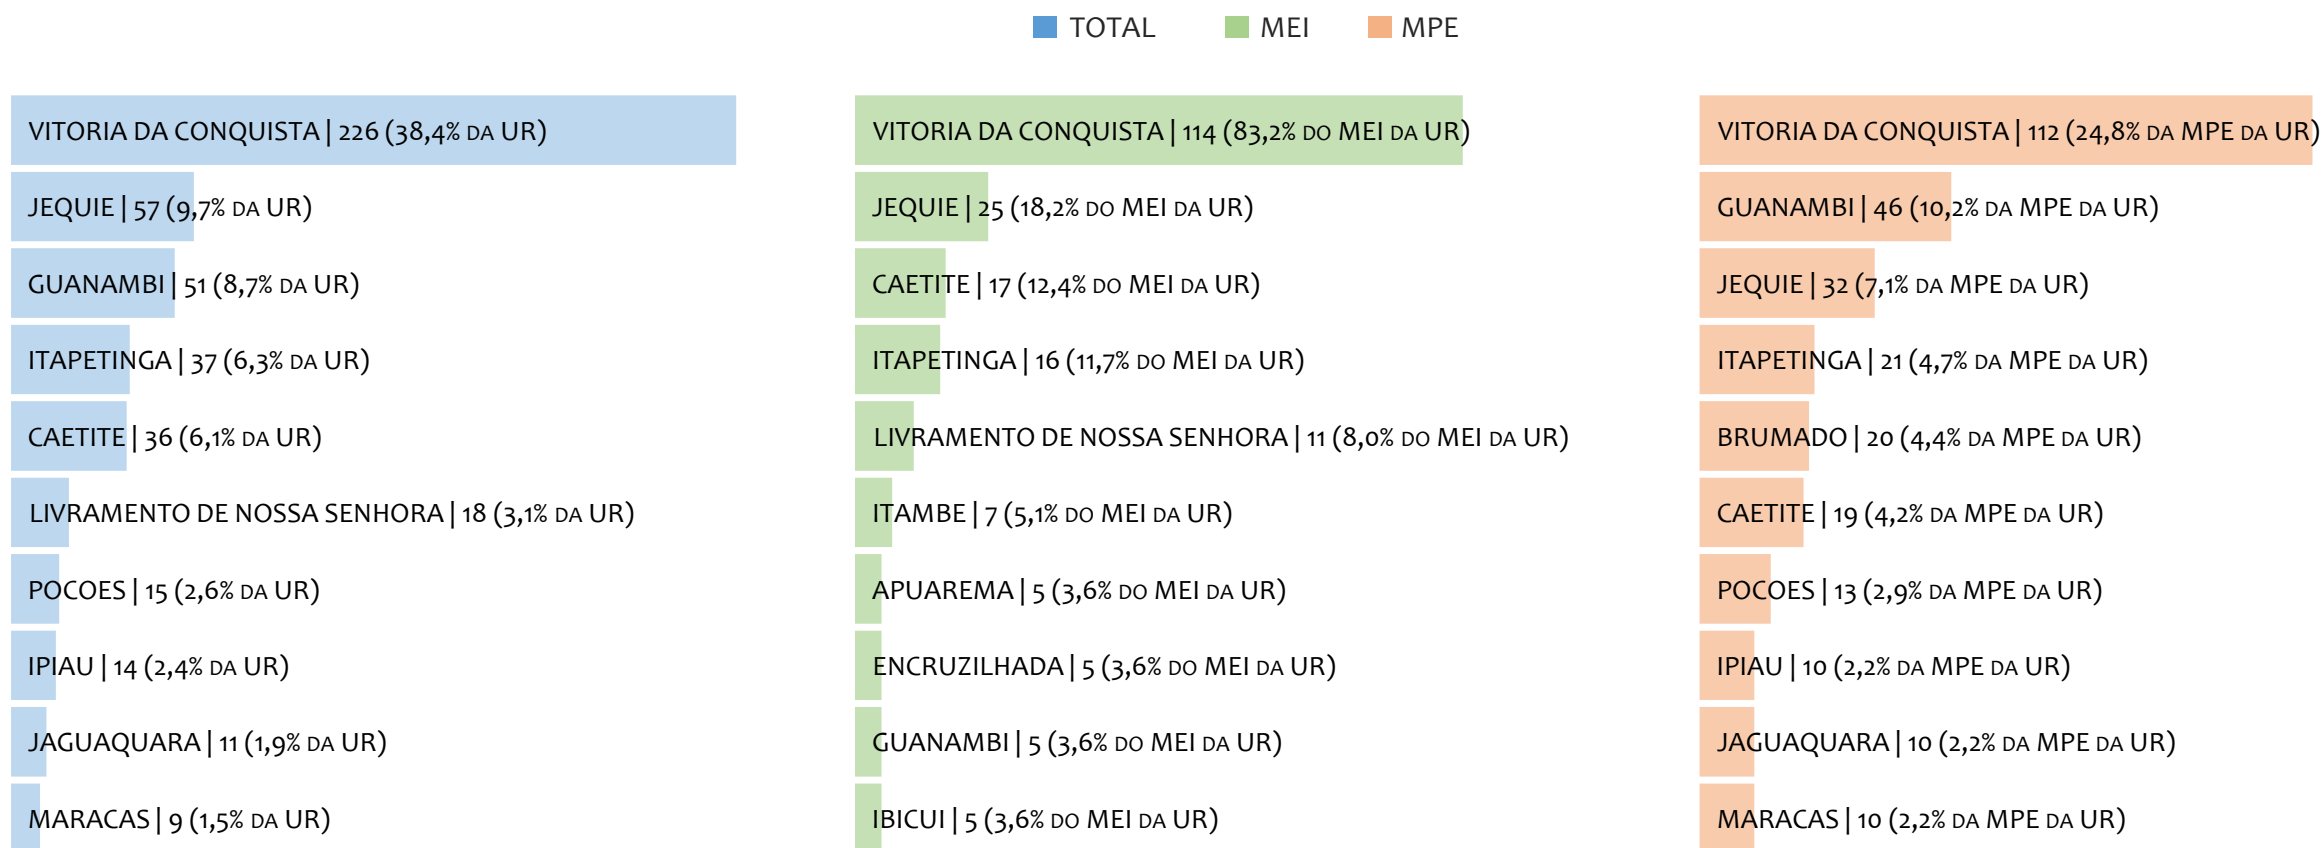 TOTAL MEI MPE
VITORIA DA CONQUISTA | 226 (38,4% DA UR)
JEQUIE | 57 (9,7% DA UR)
GUANAMBI | 51 (8,7% DA UR)
ITAPETINGA | 37 (6,3% DA UR)
CAETITE | 36 (6,1% DA UR)
LIVRAMENTO DE NOSSA SENHORA | 18 (3,1% DA UR)
POCOES | 15 (2,6% DA UR)
IPIAU | 14 (2,4% DA UR)
JAGUAQUARA | 11 (1,9% DA UR)
MARACAS | 9 (1,5% DA UR)
VITORIA DA CONQUISTA | 114 (83,2% DO MEI DA UR)
JEQUIE | 25 (18,2% DO MEI DA UR)
CAETITE | 17 (12,4% DO MEI DA UR)
ITAPETINGA | 16 (11,7% DO MEI DA UR)
LIVRAMENTO DE NOSSA SENHORA | 11 (8,0% DO MEI DA UR)
ITAMBE | 7 (5,1% DO MEI DA UR)
APUAREMA | 5 (3,6% DO MEI DA UR)
ENCRUZILHADA | 5 (3,6% DO MEI DA UR)
GUANAMBI | 5 (3,6% DO MEI DA UR)
IBICUI | 5 (3,6% DO MEI DA UR)
VITORIA DA CONQUISTA | 112 (24,8% DA MPE DA UR)
GUANAMBI | 46 (10,2% DA MPE DA UR)
JEQUIE | 32 (7,1% DA MPE DA UR)
ITAPETINGA | 21 (4,7% DA MPE DA UR)
BRUMADO | 20 (4,4% DA MPE DA UR)
CAETITE | 19 (4,2% DA MPE DA UR)
POCOES | 13 (2,9% DA MPE DA UR)
IPIAU | 10 (2,2% DA MPE DA UR)
JAGUAQUARA | 10 (2,2% DA MPE DA UR)
MARACAS | 10 (2,2% DA MPE DA UR)